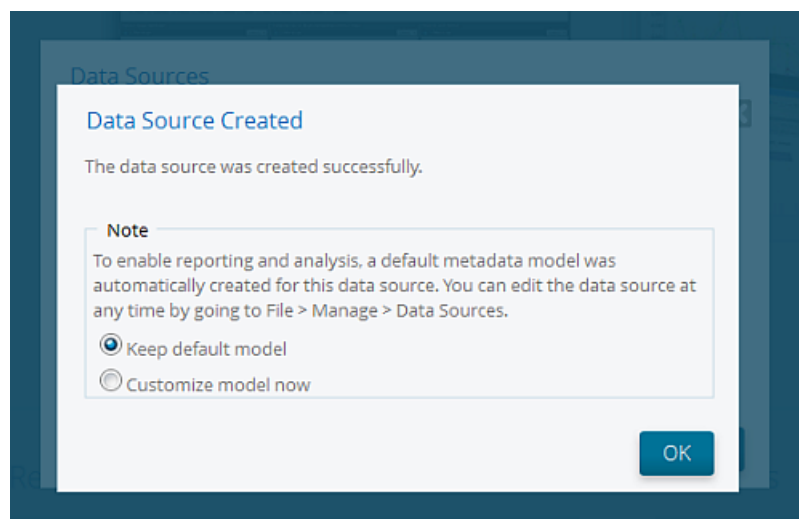 Data Sources
Data Source Created
The data source was created successfully.
Note
To enable reporting and analysis, a default metadata model was
automatically created for this data source. You can edit the data source at
any time by going to File > Manage > Data Sources.
Keep default model
Customize model now
OK